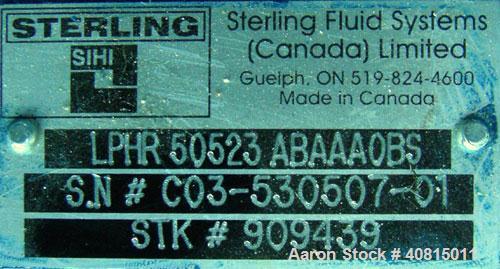 STERLING
SIHI
Sterling Fluid Systems
(Canada) Limited
Guelph, ON 519-824-4600
Made in Canada
LPHR 50523 ABAAA0BS
S.N # C03-530507-01
STK # 909439
Aaron Stock # 40815011